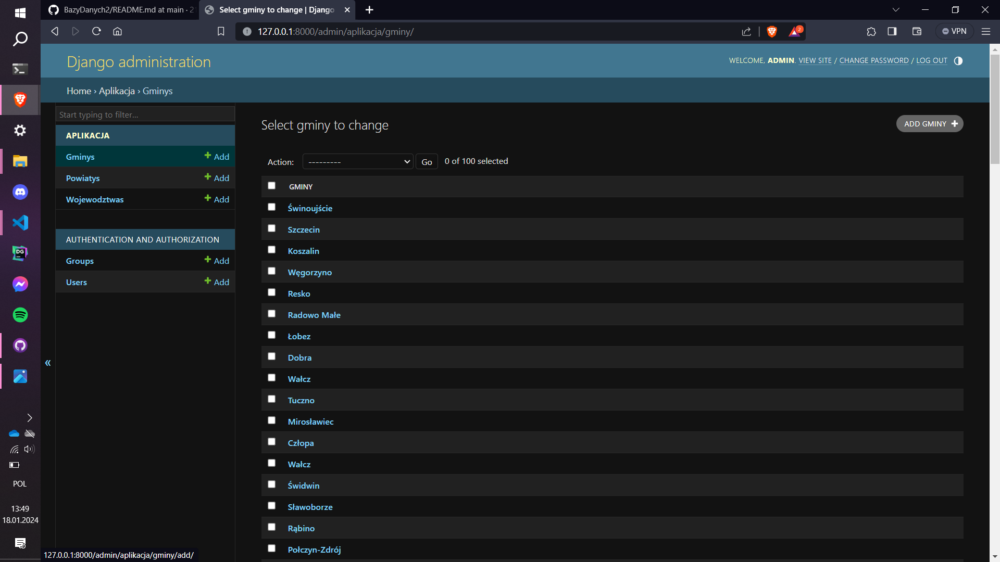 BazyDanych2/README.md at main · 2
Select gminy to change | Django
127.0.0.1:8000/admin/aplikacja/gminy/
2
VPN
Django administration
WELCOME, ADMIN. VIEW SITE / CHANGE PASSWORD / LOG OUT
Home › Aplikacja › Gminys
Start typing to filter...
APLIKACJA
Gminys
Add
Powiatys
Add
Wojewodztwas
Add
AUTHENTICATION AND AUTHORIZATION
Groups
Add
Users
Add
«
Select gminy to change
ADD GMINY
Action:
---------
Go
0 of 100 selected
GMINY
Świnoujście
Szczecin
Koszalin
Węgorzyno
Resko
Radowo Małe
Łobez
Dobra
Wałcz
Tuczno
Mirosławiec
Człopa
Wałcz
Świdwin
Sławoborze
Rąbino
Połczyn-Zdrój
DG
POL
13:49
18.01.2024
127.0.0.1:8000/admin/aplikacja/gminy/add/